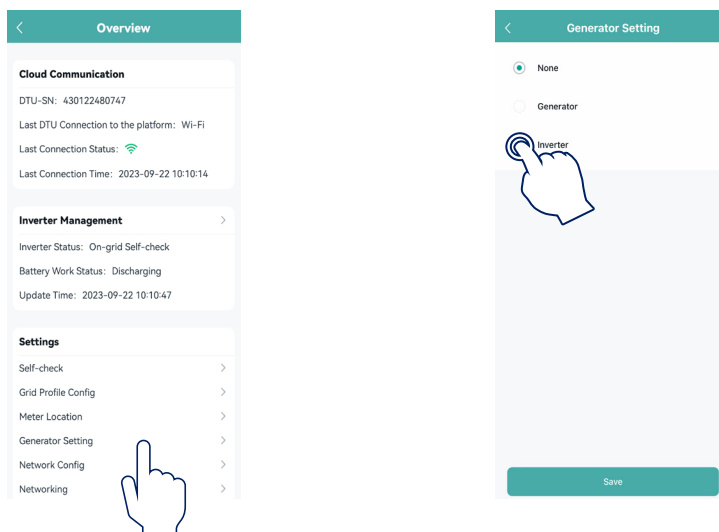 Overview
Cloud Communication
DTU-SN: 430122480747
Last DTU Connection to the platform: Wi-Fi
Last Connection Status:
Last Connection Time: 2023-09-22 10:10:14
Inverter Management
Inverter Status: On-grid Self-check
Battery Work Status: Discharging
Update Time: 2023-09-22 10:10:47
Settings
Self-check
Grid Profile Config
Meter Location
Generator Setting
Network Config
Networking
Generator Setting
None
Generator
Inverter
Save